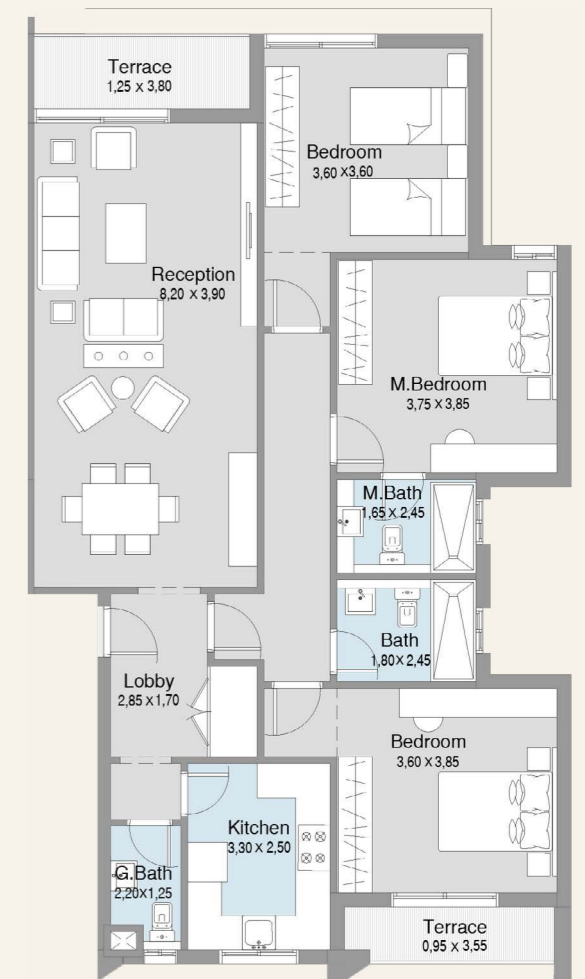 Terrace
1,25 x 3,80
Bedroom
3,60 x3,60
Reception
8,20 x 3,90
M.Bedroom
3,75 x 3,85
M.Bath
1,65 x 2,45
Bath
1,80 x 2,45
Lobby
2,85 x 1,70
Bedroom
3,60 x 3,85
Kitchen
3,30 x 2,50
G.Bath
2,20x1,25
Terrace
0,95 x 3,55